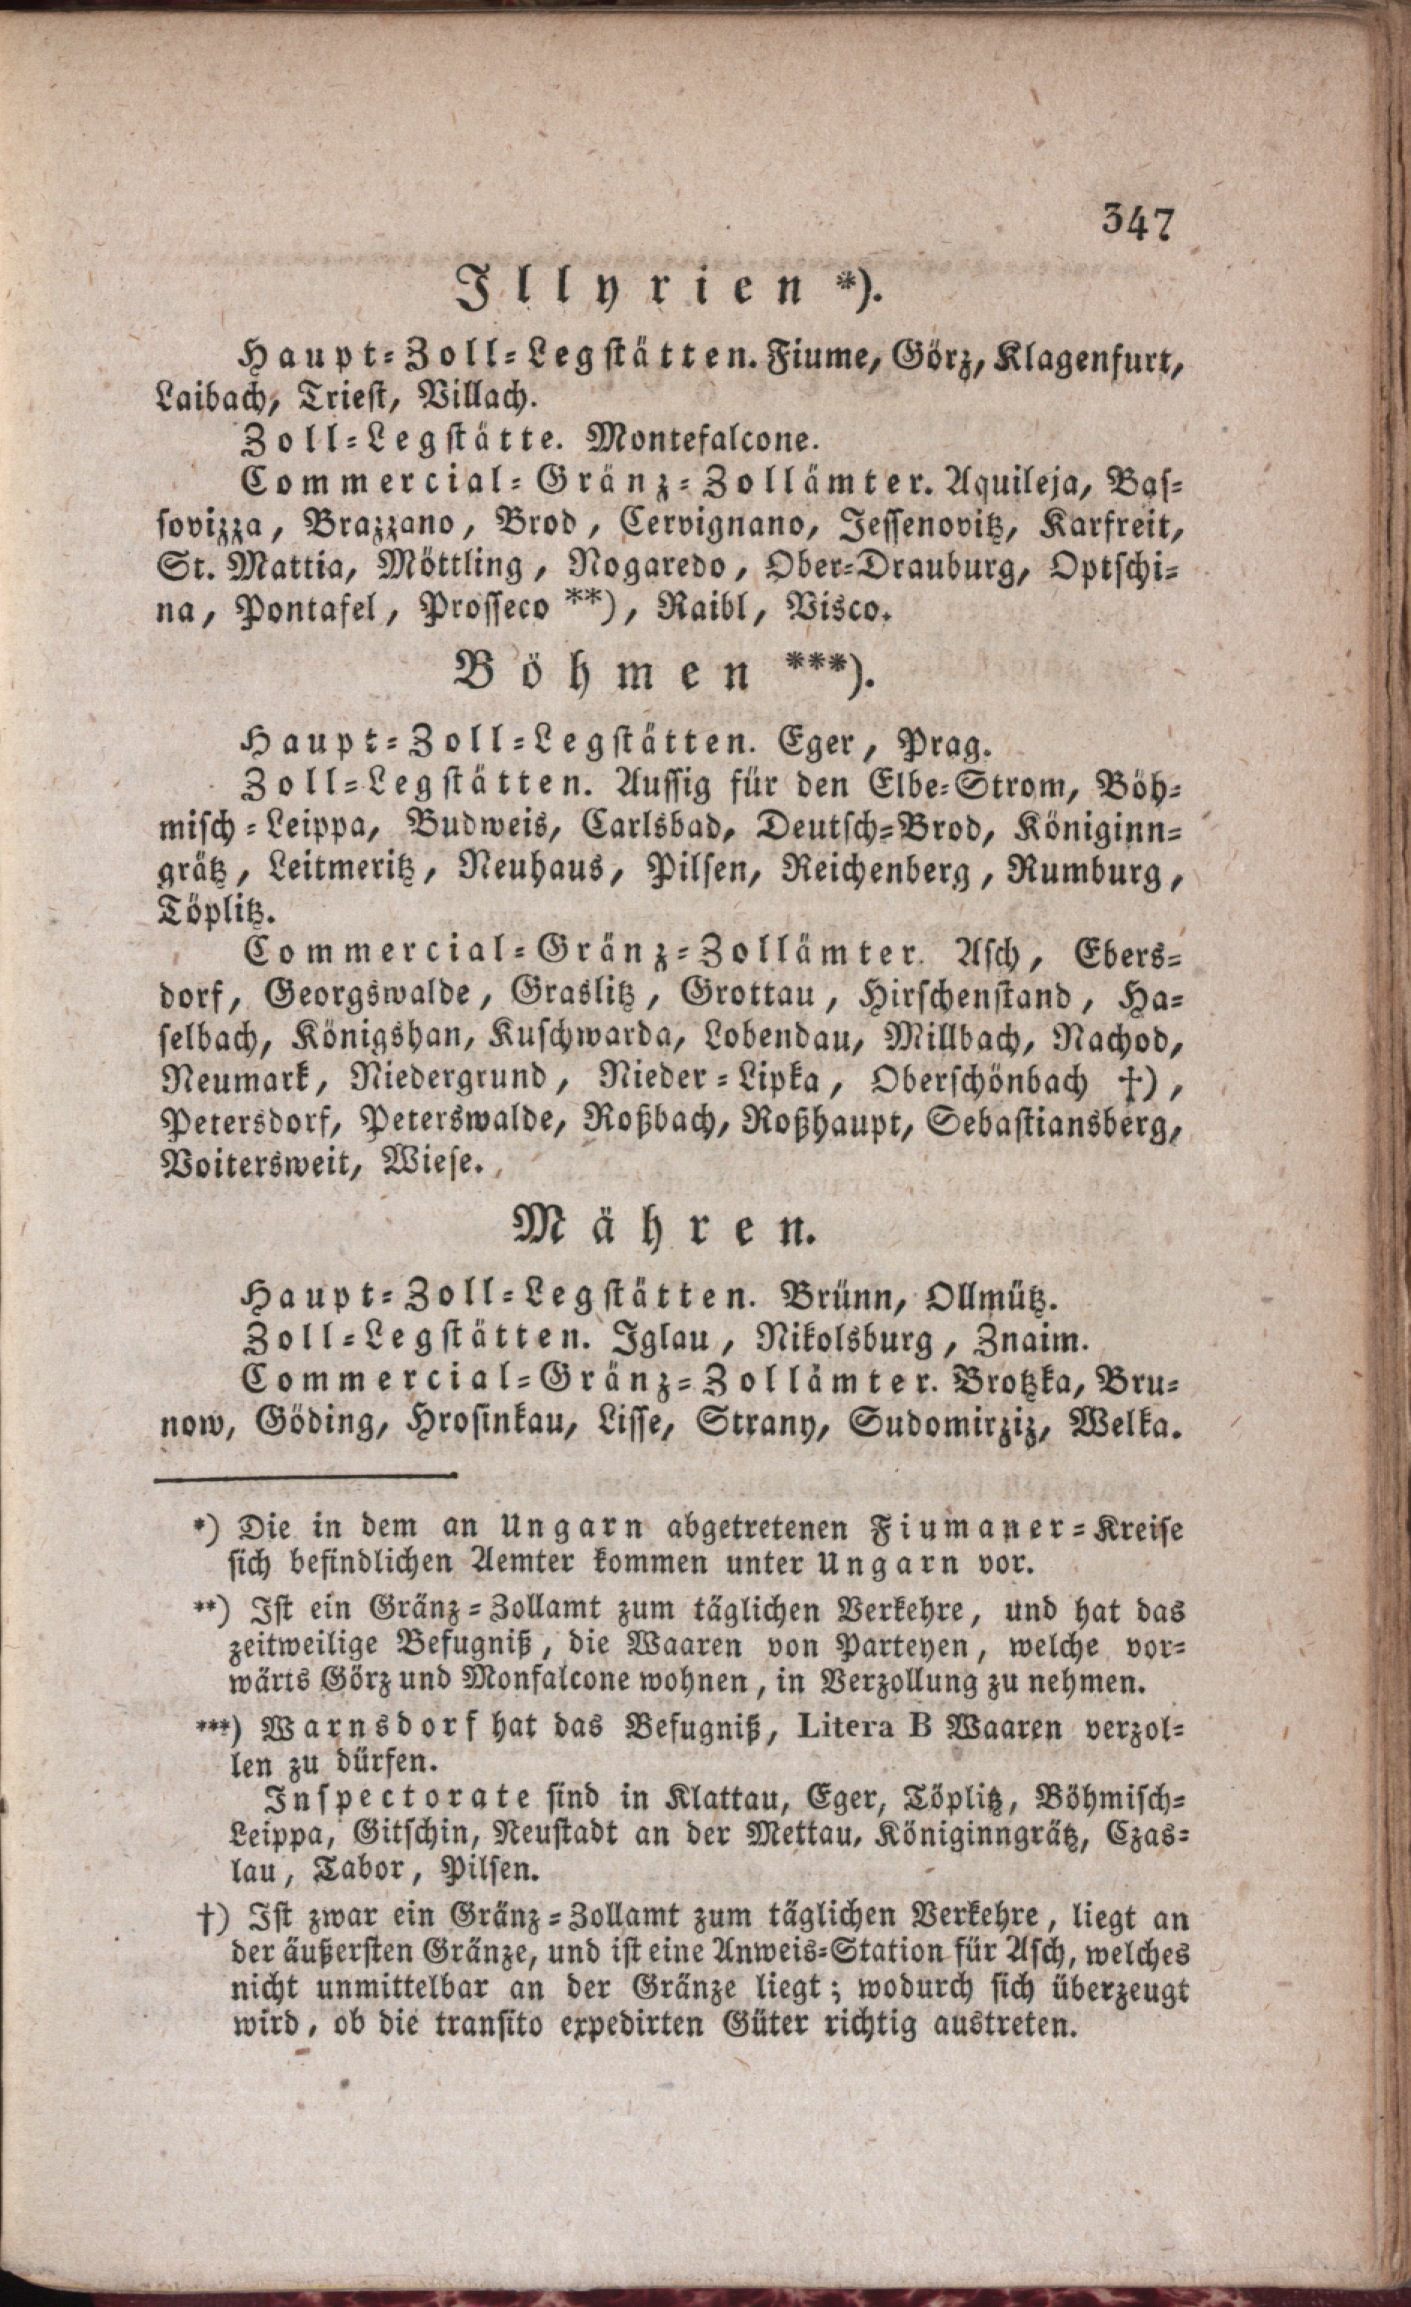 347
Illyrien *).
Haupt-Zoll-Legstätten. Fiume, Görz, Klagenfurt,
Laibach, Triest, Villach.
Zoll-Legstätte. Montefalcone.
Commercial-Gränz-Zollämter. Aquileja, Bas-
sovizza, Brazzano, Brod, Cervignano, Jessenovitz, Karfreit,
St. Mattia, Möttling, Nogaredo, Ober-Drauburg, Optschi-
na, Pontafel, Prosseco **), Raibl, Visco.
Böhmen ***).
Haupt-Zoll-Legstätten. Eger, Prag.
Zoll-Legstätten. Aussig für den Elbe-Strom, Böh-
misch-Leippa, Budweis, Carlsbad, Deutsch-Brod, Königinn-
grätz, Leitmeritz, Neuhaus, Pilsen, Reichenberg, Rumburg,
Töplitz.
Commercial-Gränz-Zollämter. Asch, Ebers-
dorf, Georgswalde, Graslitz, Grottau, Hirschenstand, Ha-
selbach, Königshan, Kuschwarda, Lobendau, Millbach, Nachod,
Neumark, Niedergrund, Nieder-Lipka, Oberschönbach †),
Petersdorf, Peterswalde, Roßbach, Roßhaupt, Sebastiansberg,
Voitersweit, Wiese.
Mähren.
Haupt-Zoll-Legstätten. Brünn, Ollmütz.
Zoll-Legstätten. Iglau, Nikolsburg, Znaim.
Commercial-Gränz-Zollämter. Brotzka, Bru-
now, Göding, Hrosinkau, Lisse, Strany, Sudomirziz, Welka.
*) Die in dem an Ungarn abgetretenen Fiumaner-Kreise
sich befindlichen Aemter kommen unter Ungarn vor.
**) Ist ein Gränz-Zollamt zum täglichen Verkehre, und hat das
zeitweilige Befugniß, die Waaren von Parteyen, welche vor-
wärts Görz und Monfalcone wohnen, in Verzollung zu nehmen.
***) Warnsdorf hat das Befugniß, Litera B Waaren verzol-
len zu dürfen.
Inspectorate sind in Klattau, Eger, Töplitz, Böhmisch-
Leippa, Gitschin, Neustadt an der Mettau, Königinngrätz, Czas-
lau, Tabor, Pilsen.
†) Ist zwar ein Gränz-Zollamt zum täglichen Verkehre, liegt an
der äußersten Gränze, und ist eine Anweis-Station für Asch, welches
nicht unmittelbar an der Gränze liegt; wodurch sich überzeugt
wird, ob die transito expedirten Güter richtig austreten.